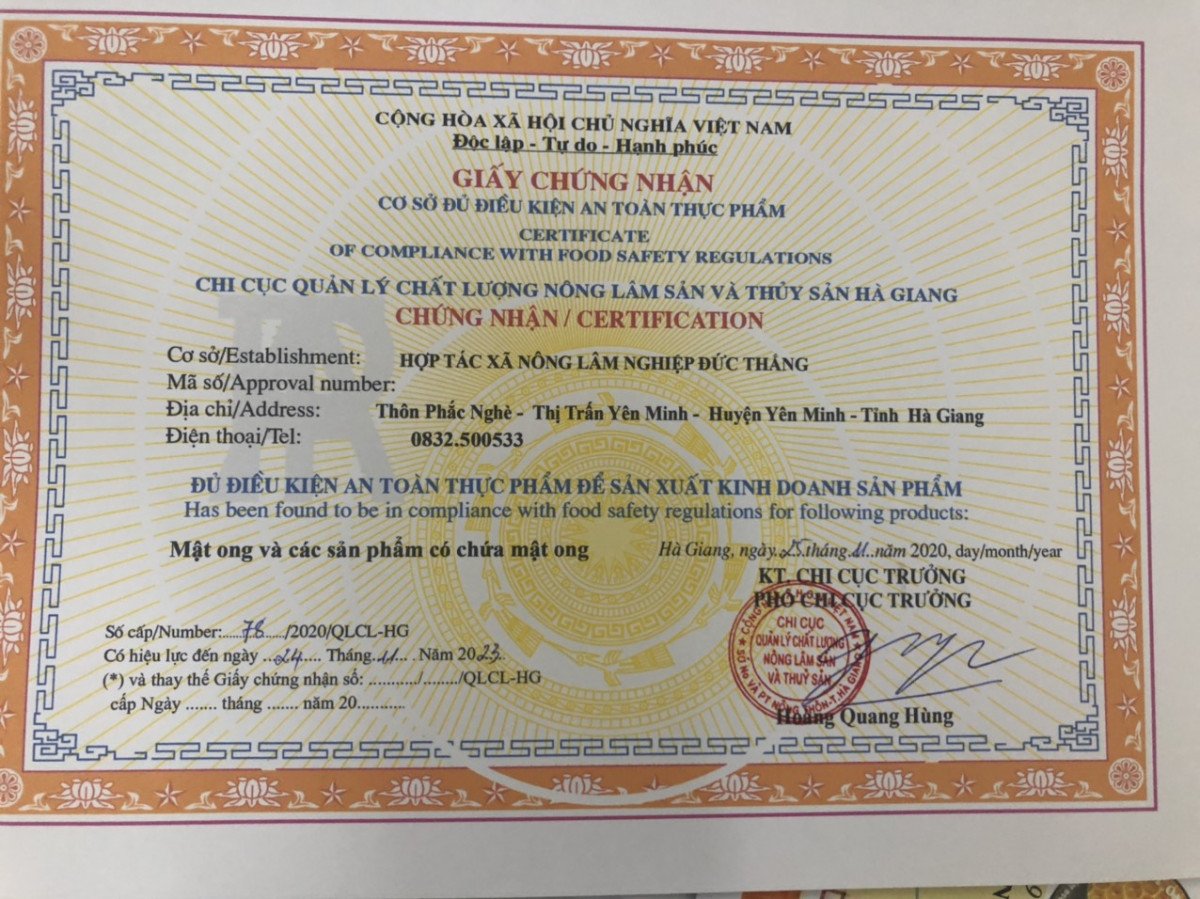 CỘNG HÒA XÃ HỘI CHỦ NGHĨA VIỆT NAM
Độc lập - Tự do - Hạnh phúc
GIẤY CHỨNG NHẬN
CƠ SỞ ĐỦ ĐIỀU KIỆN AN TOÀN THỰC PHẨM
CERTIFICATE
OF COMPLIANCE WITH FOOD SAFETY REGULATIONS
CHI CỤC QUẢN LÝ CHẤT LƯỢNG NÔNG LÂM SẢN VÀ THỦY SẢN HÀ GIANG
CHỨNG NHẬN / CERTIFICATION
Cơ sở/Establishment: HỢP TÁC XÃ NÔNG LÂM NGHIỆP ĐỨC THẮNG
Mã số/Approval number:
Địa chỉ/Address: Thôn Phắc Nghè - Thị Trấn Yên Minh - Huyện Yên Minh - Tỉnh Hà Giang
Điện thoại/Tel: 0832.500533
ĐỦ ĐIỀU KIỆN AN TOÀN THỰC PHẨM ĐỂ SẢN XUẤT KINH DOANH SẢN PHẨM
Has been found to be in compliance with food safety regulations for following products:
Mật ong và các sản phẩm có chứa mật ong
Hà Giang, ngày.25.tháng.11..năm 2020, day/month/year
KT. CHI CỤC TRƯỞNG
PHÓ CHI CỤC TRƯỞNG
CHI CỤC
QUẢN LÝ CHẤT LƯỢNG
NÔNG LÂM SẢN
VÀ THUỶ SẢN
Hoàng Quang Hùng
Số cấp/Number:.....78...../2020/QLCL-HG
Có hiệu lực đến ngày ...24.... Tháng..11... . Năm 2023..
(*) và thay thế Giấy chứng nhận số: .........../......../QLCL-HG
cấp Ngày ....... tháng ....... năm 20...........